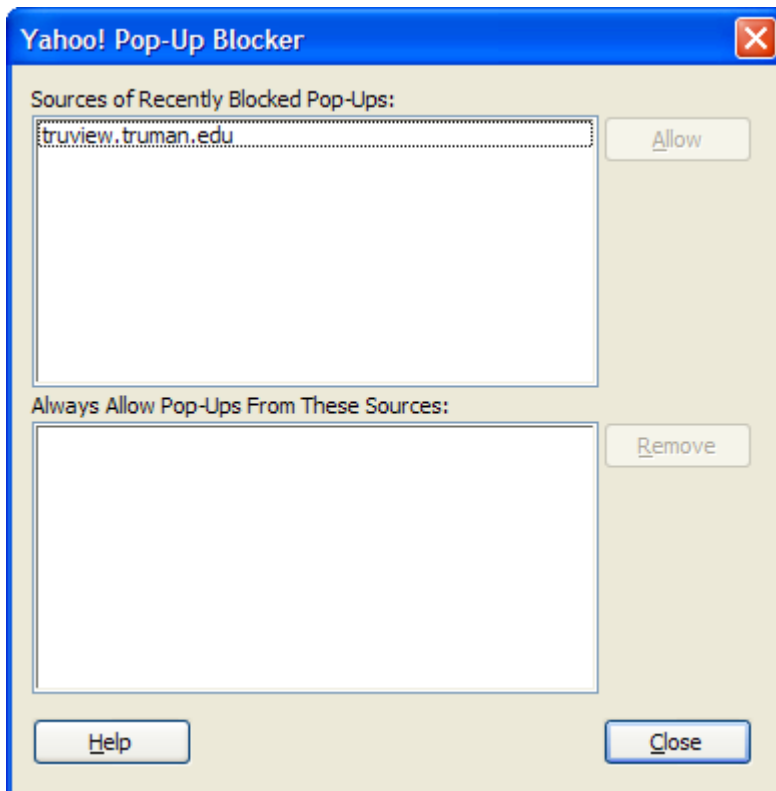 Yahoo! Pop-Up Blocker
Sources of Recently Blocked Pop-Ups:
truview.truman.edu
Allow
Always Allow Pop-Ups From These Sources:
Remove
Help
Close